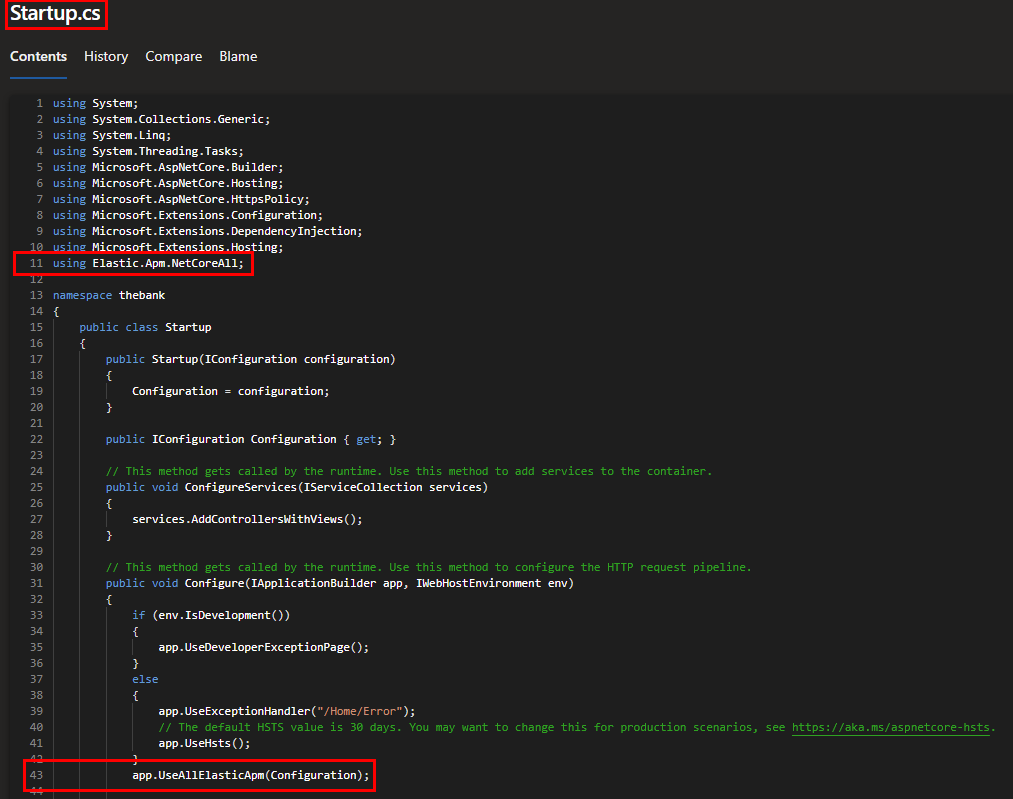 Startup.cs
Contents History Compare Blame
1 using System;
2 using System.Collections.Generic;
3 using System.Linq;
4 using System.Threading.Tasks;
5 using Microsoft.AspNetCore.Builder;
6 using Microsoft.AspNetCore.Hosting;
7 using Microsoft.AspNetCore.HttpsPolicy;
8 using Microsoft.Extensions.Configuration;
9 using Microsoft.Extensions.DependencyInjection;
10 using Microsoft.Extensions.Hosting;
11 using Elastic.Apm.NetCoreAll;
12
13 namespace thebank
14 {
15     public class Startup
16     {
17         public Startup(IConfiguration configuration)
18         {
19             Configuration = configuration;
20         }
21
22         public IConfiguration Configuration { get; }
23
24         // This method gets called by the runtime. Use this method to add services to the container.
25         public void ConfigureServices(IServiceCollection services)
26         {
27             services.AddControllersWithViews();
28         }
29
30         // This method gets called by the runtime. Use this method to configure the HTTP request pipeline.
31         public void Configure(IApplicationBuilder app, IWebHostEnvironment env)
32         {
33             if (env.IsDevelopment())
34             {
35                 app.UseDeveloperExceptionPage();
36             }
37             else
38             {
39                 app.UseExceptionHandler("/Home/Error");
40                 // The default HSTS value is 30 days. You may want to change this for production scenarios, see https://aka.ms/aspnetcore-hsts.
41                 app.UseHsts();
42             }
43             app.UseAllElasticApm(Configuration);
44